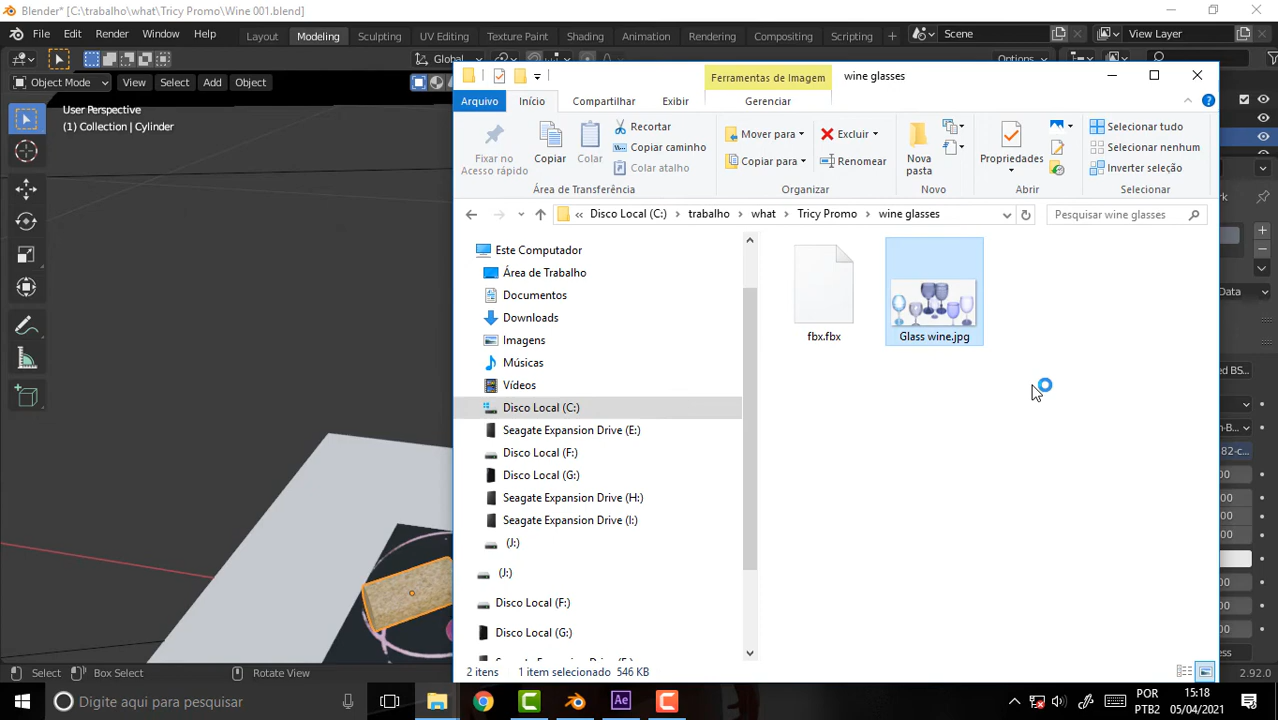 Blender* [C:\trabalho\what\Tricy Promo\Wine 001.blend]
File Edit Render Window Help Layout Modeling Sculpting UV Editing Texture Paint Shading Animation Rendering Compositing Scripting Scene View Layer
Global Options
Object Mode View Select Add Object
User Perspective
(1) Collection | Cylinder
Ferramentas de Imagem wine glasses
Arquivo Início Compartilhar Exibir Gerenciar
Fixar no
Acesso rápido
Copiar
Colar
Recortar
Copiar caminho
Colar atalho
Área de Transferência
Mover para Excluir
Copiar para Renomear
Organizar
Nova
pasta
Novo
Propriedades
Abrir
Selecionar tudo
Selecionar nenhum
Inverter seleção
Selecionar
« Disco Local (C:) trabalho what Tricy Promo wine glasses
Pesquisar wine glasses
Este Computador
Área de Trabalho
Documentos
Downloads
Imagens
Músicas
Vídeos
Disco Local (C:)
Seagate Expansion Drive (E:)
Disco Local (F:)
Disco Local (G:)
Seagate Expansion Drive (H:)
Seagate Expansion Drive (I:)
(J:)
(J:)
Disco Local (F:)
Disco Local (G:)
fbx.fbx
Glass wine.jpg
2 itens 1 item selecionado 546 KB
Select Box Select Rotate View
2.92.0
Digite aqui para pesquisar
POR
PTB2
15:18
05/04/2021